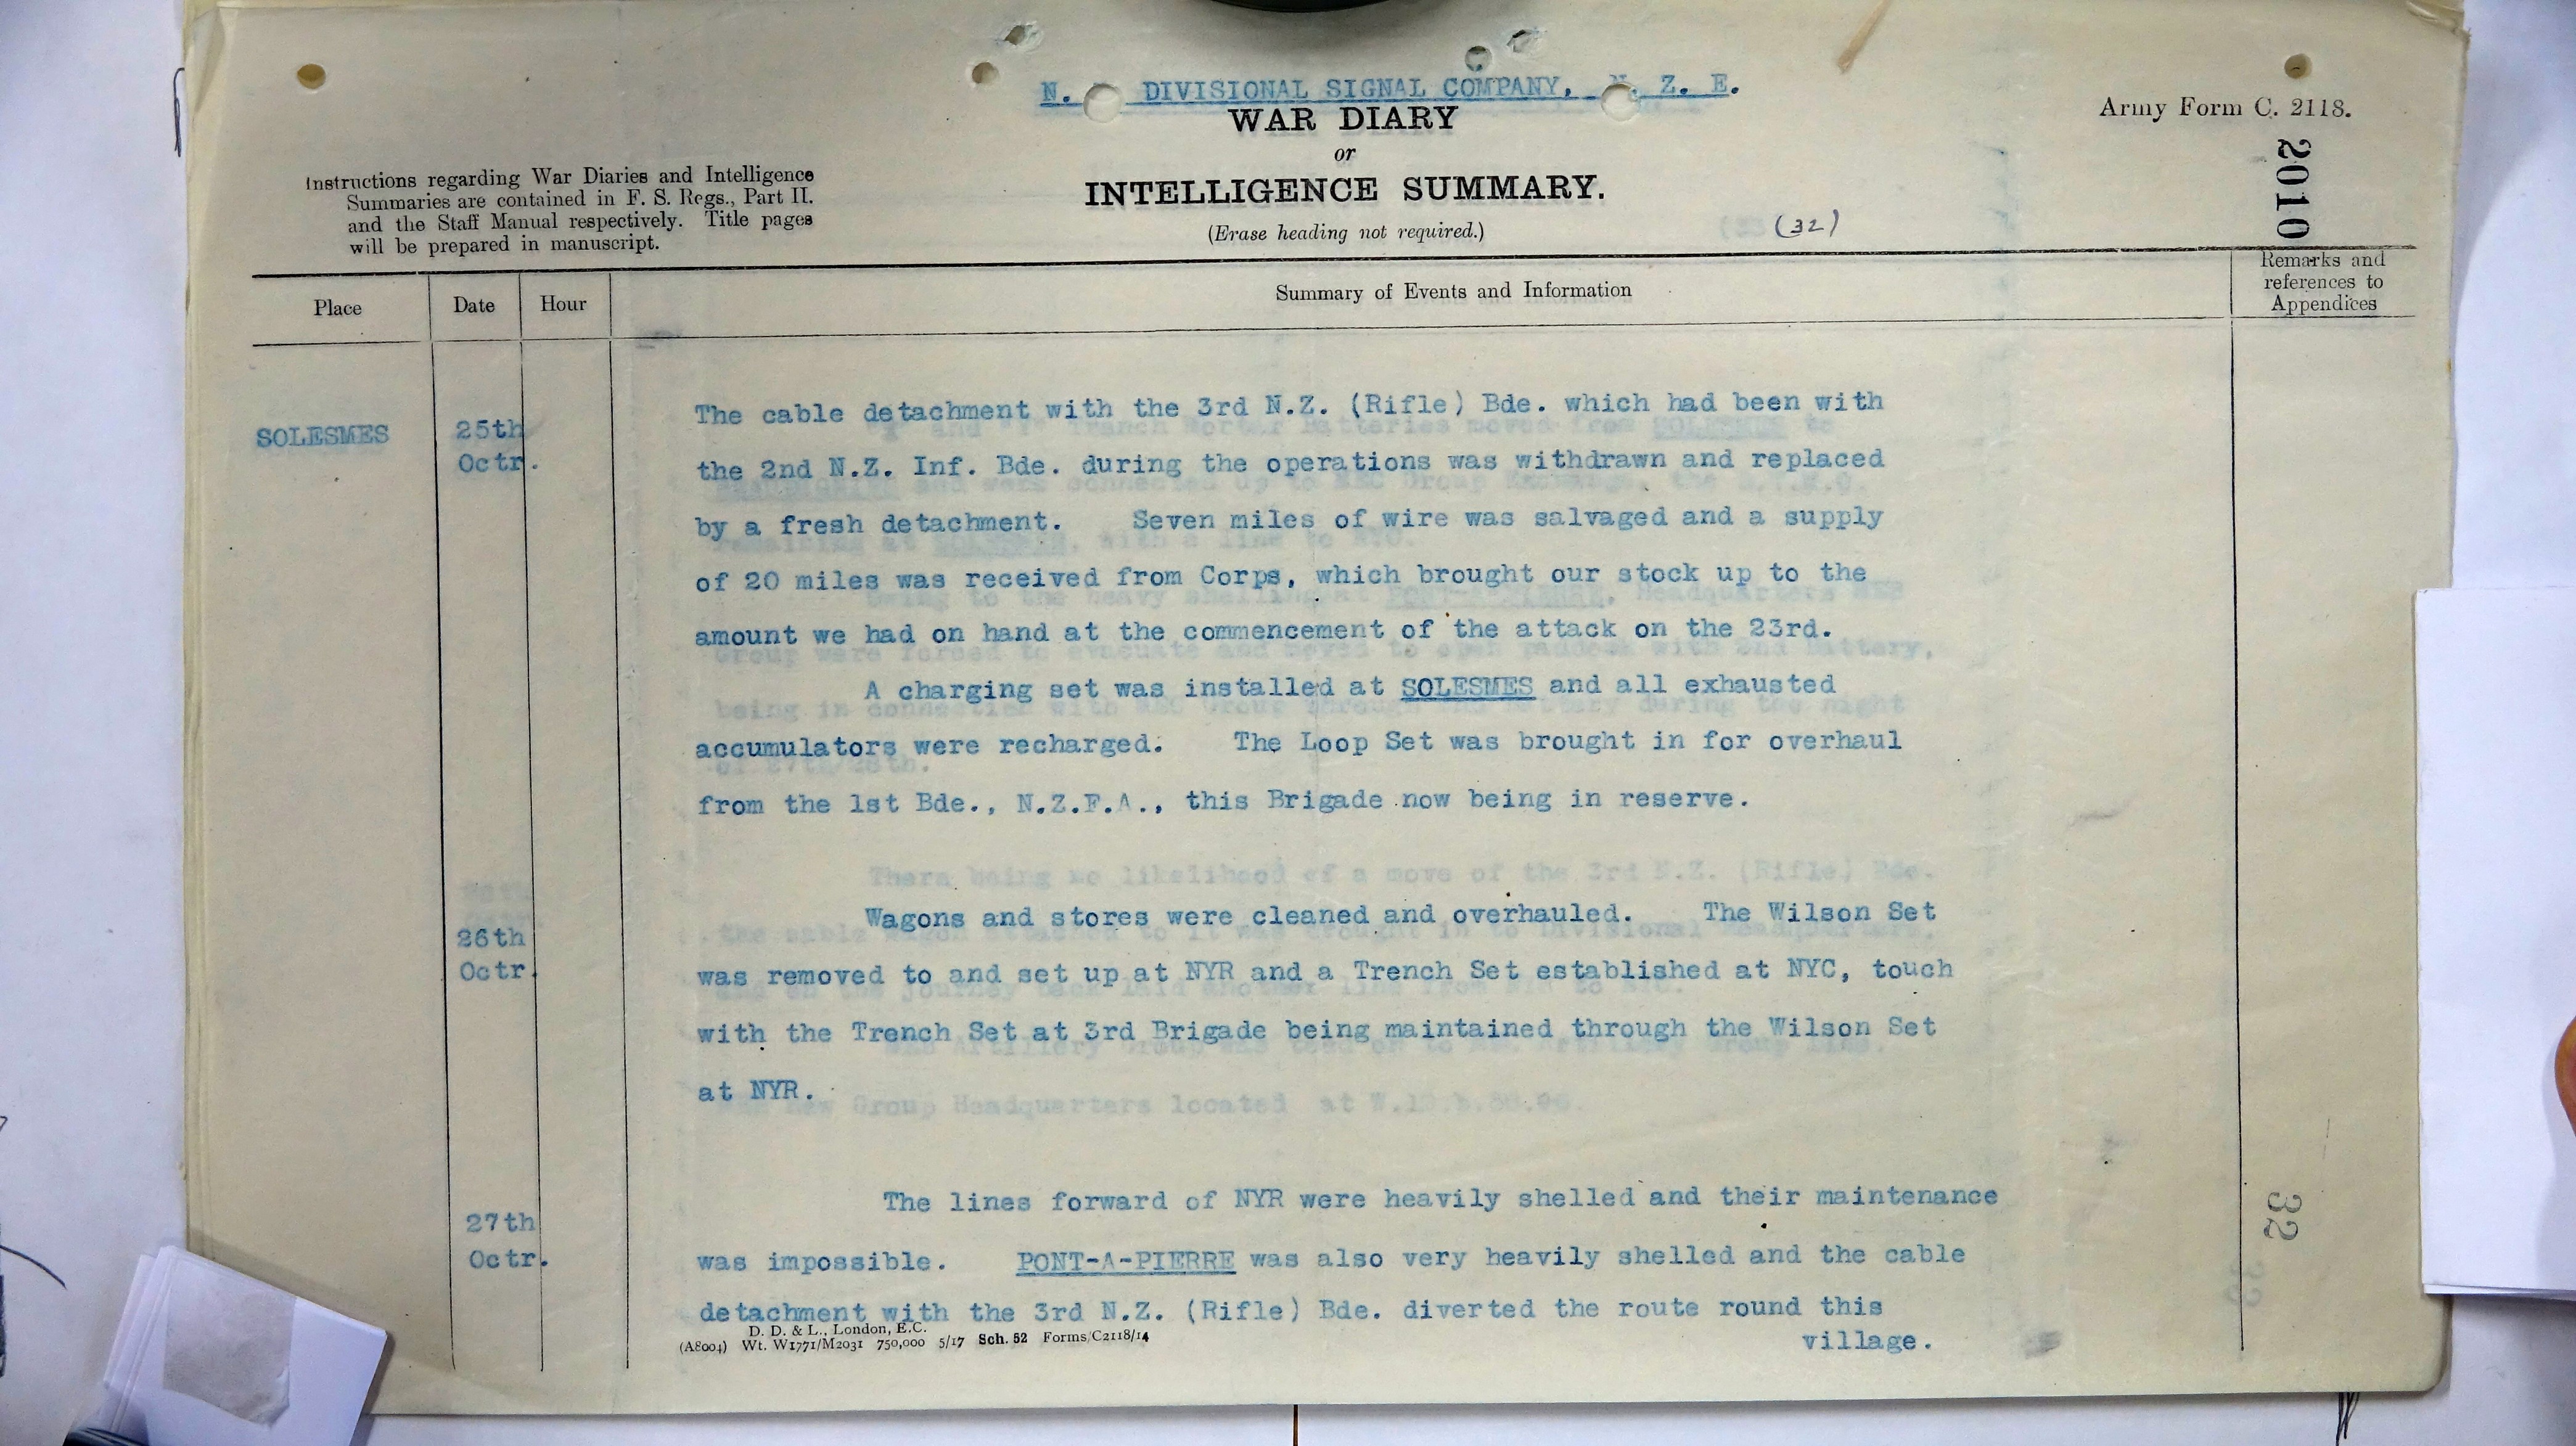 N. DIVISIONAL SIGNAL COMPANY, Z. E.
WAR DIARY
or
INTELLIGENCE SUMMARY.
(Erase heading not required.)
(32)
Army Form C. 2118.
2010
Instructions regarding War Diaries and Intelligence
Summaries are contained in F. S. Regs., Part II.
and the Staff Manual respectively. Title pages
will be prepared in manuscript.
Place Date Hour Summary of Events and Information
Remarks and
references to
Appendices
SOLESMES
25th
Octr.
The cable detachment with the 3rd N.Z. (Rifle) Bde. which had been with
the 2nd N.Z. Inf. Bde. during the operations was withdrawn and replaced
by a fresh detachment. Seven miles of wire was salvaged and a supply
of 20 miles was received from Corps, which brought our stock up to the
amount we had on hand at the commencement of the attack on the 23rd.
A charging set was installed at SOLESMES and all exhausted
accumulators were recharged. The Loop Set was brought in for overhaul
from the 1st Bde., N.Z.F.A., this Brigade now being in reserve.
26th
Octr.
Wagons and stores were cleaned and overhauled. The Wilson Set
was removed to and set up at NYR and a Trench Set established at NYC, touch
with the Trench Set at 3rd Brigade being maintained through the Wilson Set
at NYR.
27th
Octr.
The lines forward of NYR were heavily shelled and their maintenance
was impossible. PONT-A-PIERRE was also very heavily shelled and the cable
detachment with the 3rd N.Z. (Rifle) Bde. diverted the route round this
village.
32
D. D. & L., London, E.C.
(A8004) Wt. W1771/M2031 750,000 5/17 Sch. 52 Forms/C2118/14